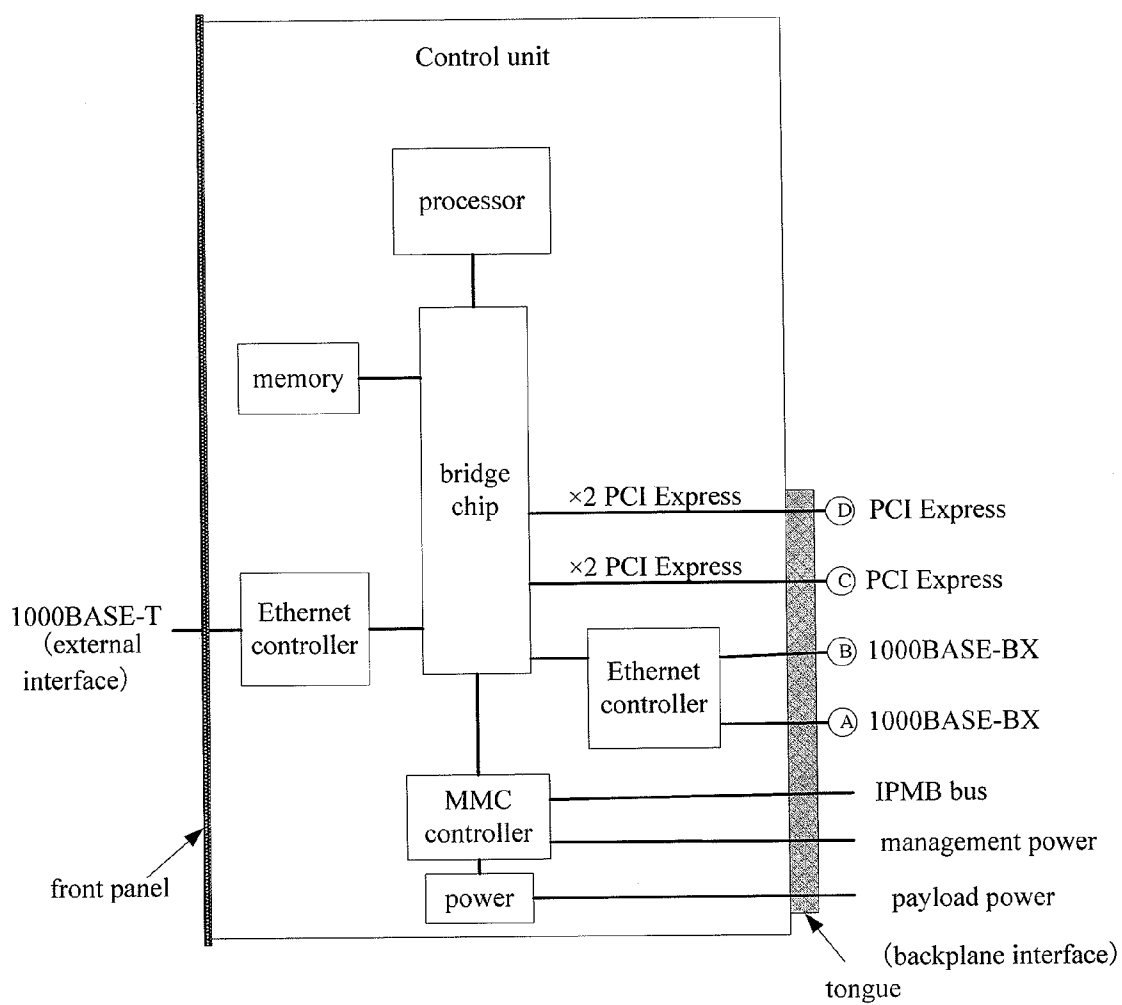 Control unit
processor
memory
bridge
chip
×2 PCI Express
D PCI Express
×2 PCI Express
C PCI Express
1000BASE-T
(external
interface)
Ethernet
controller
Ethernet
controller
B 1000BASE-BX
A 1000BASE-BX
MMC
controller
IPMB bus
management power
front panel
power
payload power
(backplane interface)
tongue